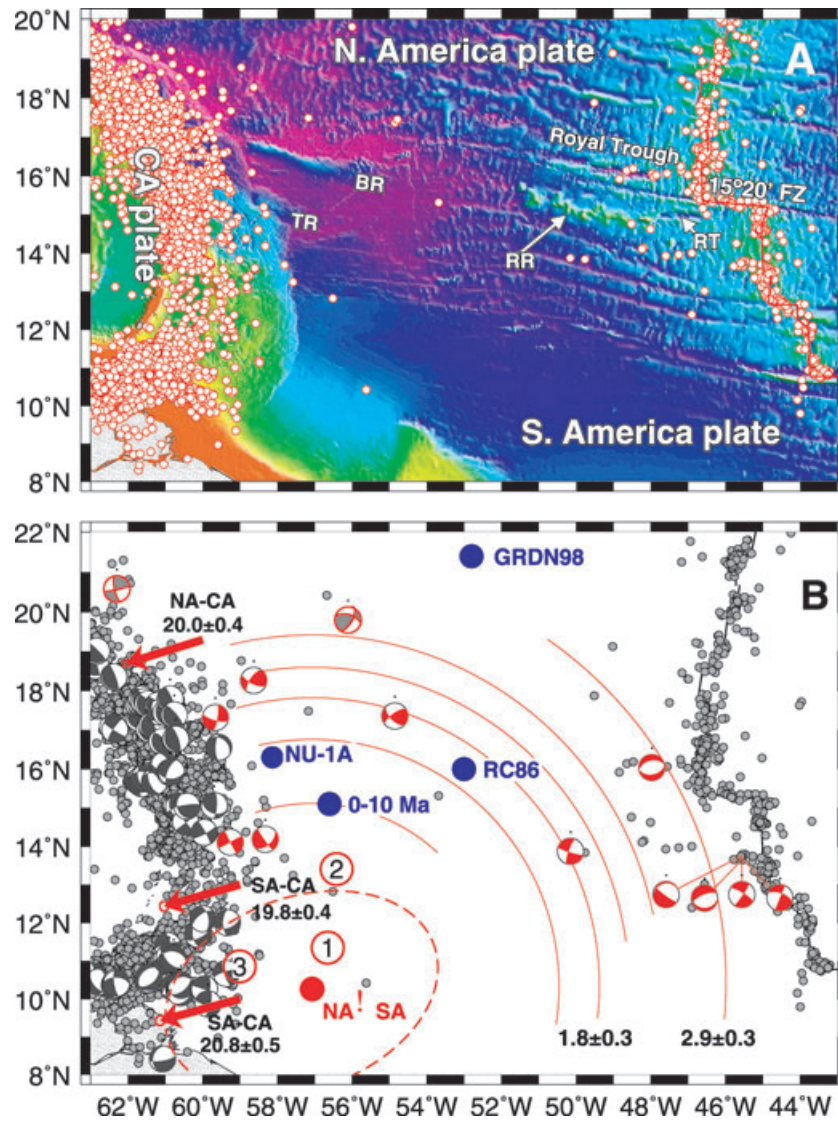 20°N
18°N
16°N
14°N
12°N
10°N
8°N
N. America plate
A
CA plate
Royal Trough
15°20' FZ
BR
TR
RR
RT
S. America plate
22°N
20°N
18°N
16°N
14°N
12°N
10°N
8°N
B
GRDN98
NA-CA
20.0±0.4
NU-1A
RC86
0-10 Ma
2
SA-CA
19.8±0.4
1
3
NA! SA
SA-CA
20.8±0.5
1.8±0.3
2.9±0.3
62°W 60°W 58°W 56°W 54°W 52°W 50°W 48°W 46°W 44°W